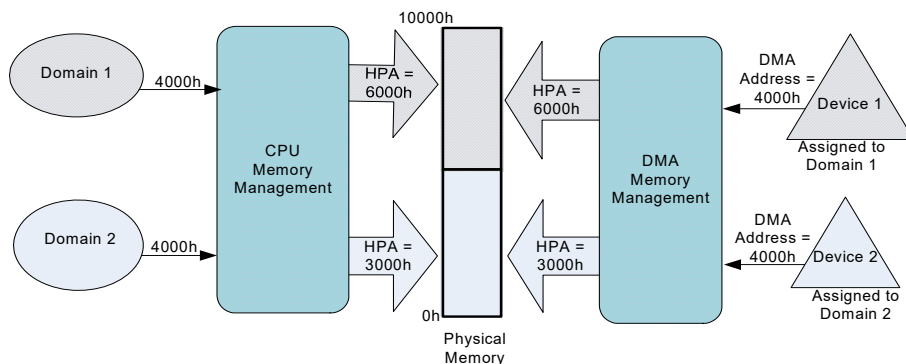 10000h
Domain 1
4000h
HPA =
6000h
CPU
Memory
Management
Domain 2
4000h
HPA =
3000h
0h
Physical
Memory
HPA =
6000h
HPA =
3000h
DMA
Memory
Management
DMA
Address =
4000h
Device 1
Assigned to
Domain 1
DMA
Address =
4000h
Device 2
Assigned to
Domain 2